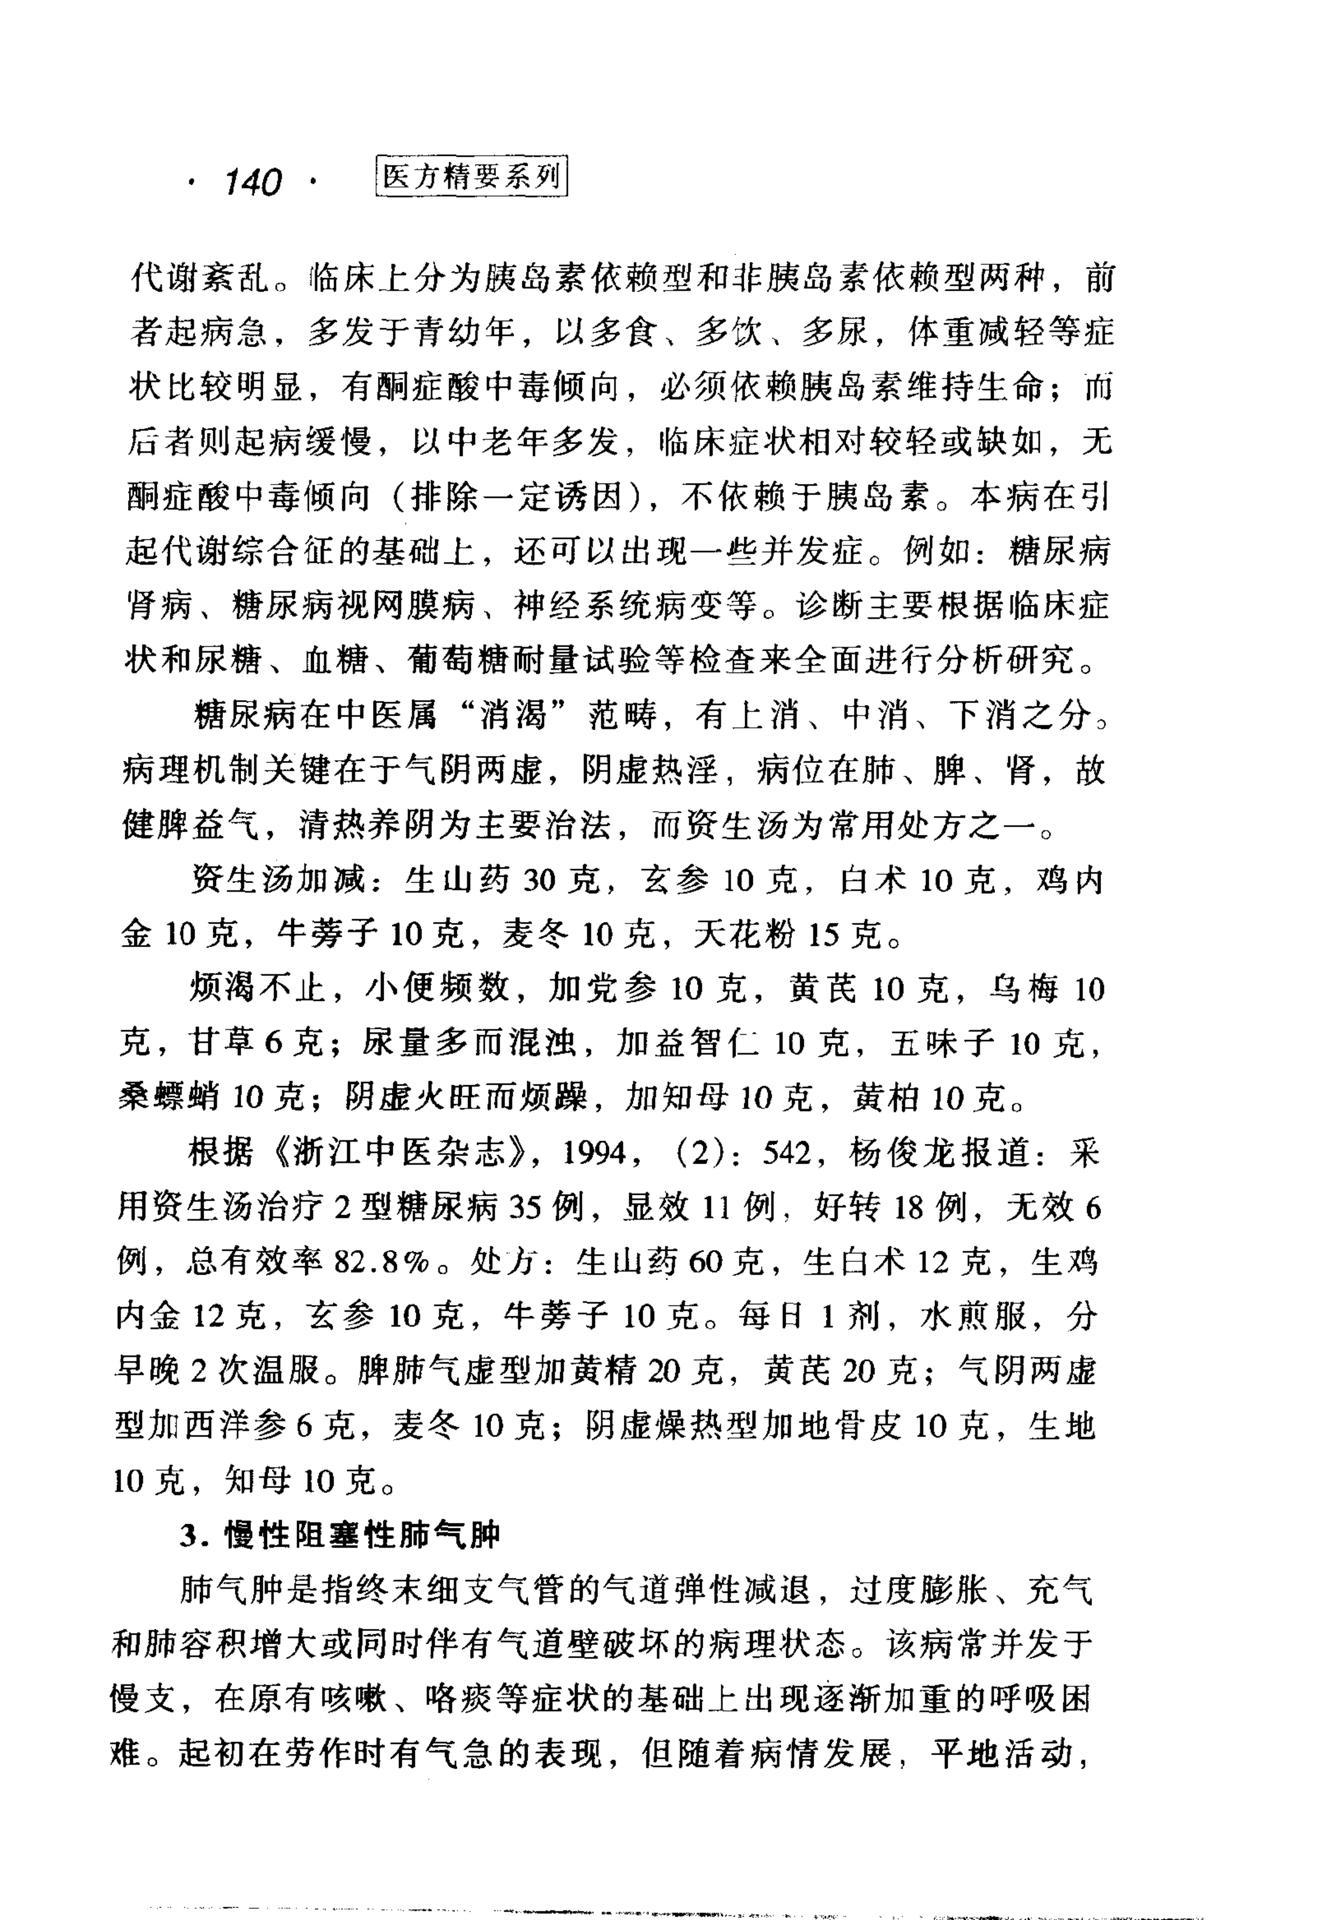 · 140 · 医方精要系列
代谢紊乱。临床上分为胰岛素依赖型和非胰岛素依赖型两种，前
者起病急，多发于青幼年，以多食、多饮、多尿，体重减轻等症
状比较明显，有酮症酸中毒倾向，必须依赖胰岛素维持生命；而
后者则起病缓慢，以中老年多发，临床症状相对较轻或缺如，无
酮症酸中毒倾向（排除一定诱因），不依赖于胰岛素。本病在引
起代谢综合征的基础上，还可以出现一些并发症。例如：糖尿病
肾病、糖尿病视网膜病、神经系统病变等。诊断主要根据临床症
状和尿糖、血糖、葡萄糖耐量试验等检查来全面进行分析研究。
糖尿病在中医属“消渴”范畴，有上消、中消、下消之分。
病理机制关键在于气阴两虚，阴虚热淫，病位在肺、脾、肾，故
健脾益气，清热养阴为主要治法，而资生汤为常用处方之一。
资生汤加减：生山药 30 克，玄参 10 克，白术 10 克，鸡内
金 10 克，牛蒡子 10 克，麦冬 10 克，天花粉 15 克。
烦渴不止，小便频数，加党参 10 克，黄芪 10 克，乌梅 10
克，甘草 6 克；尿量多而混浊，加益智仁 10 克，五味子 10 克，
桑螵蛸 10 克；阴虚火旺而烦躁，加知母 10 克，黄柏 10 克。
根据《浙江中医杂志》，1994，（2）：542，杨俊龙报道：采
用资生汤治疗 2 型糖尿病 35 例，显效 11 例，好转 18 例，无效 6
例，总有效率 82.8%。处方：生山药 60 克，生白术 12 克，生鸡
内金 12 克，玄参 10 克，牛蒡子 10 克。每日 1 剂，水煎服，分
早晚 2 次温服。脾肺气虚型加黄精 20 克，黄芪 20 克；气阴两虚
型加西洋参 6 克，麦冬 10 克；阴虚燥热型加地骨皮 10 克，生地
10 克，知母 10 克。
3. 慢性阻塞性肺气肿
肺气肿是指终末细支气管的气道弹性减退，过度膨胀、充气
和肺容积增大或同时伴有气道壁破坏的病理状态。该病常并发于
慢支，在原有咳嗽、咯痰等症状的基础上出现逐渐加重的呼吸困
难。起初在劳作时有气急的表现，但随着病情发展，平地活动，